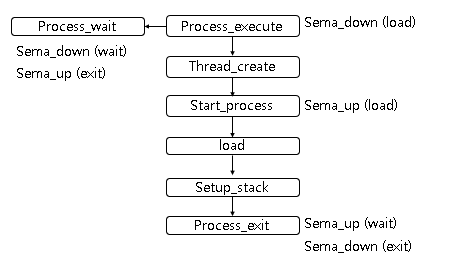 Process_wait
Process_execute
Sema_down (load)
Sema_down (wait)
Sema_up (exit)
Thread_create
Start_process
Sema_up (load)
load
Setup_stack
Process_exit
Sema_up (wait)
Sema_down (exit)